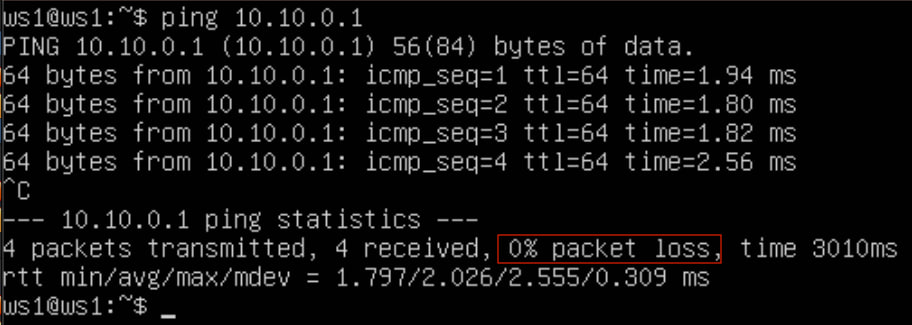 ws1@ws1:~$ ping 10.10.0.1
PING 10.10.0.1 (10.10.0.1) 56(84) bytes of data.
64 bytes from 10.10.0.1: icmp_seq=1 ttl=64 time=1.94 ms
64 bytes from 10.10.0.1: icmp_seq=2 ttl=64 time=1.80 ms
64 bytes from 10.10.0.1: icmp_seq=3 ttl=64 time=1.82 ms
64 bytes from 10.10.0.1: icmp_seq=4 ttl=64 time=2.56 ms
^C
--- 10.10.0.1 ping statistics ---
4 packets transmitted, 4 received, 0% packet loss, time 3010ms
rtt min/avg/max/mdev = 1.797/2.026/2.555/0.309 ms
ws1@ws1:~$ _